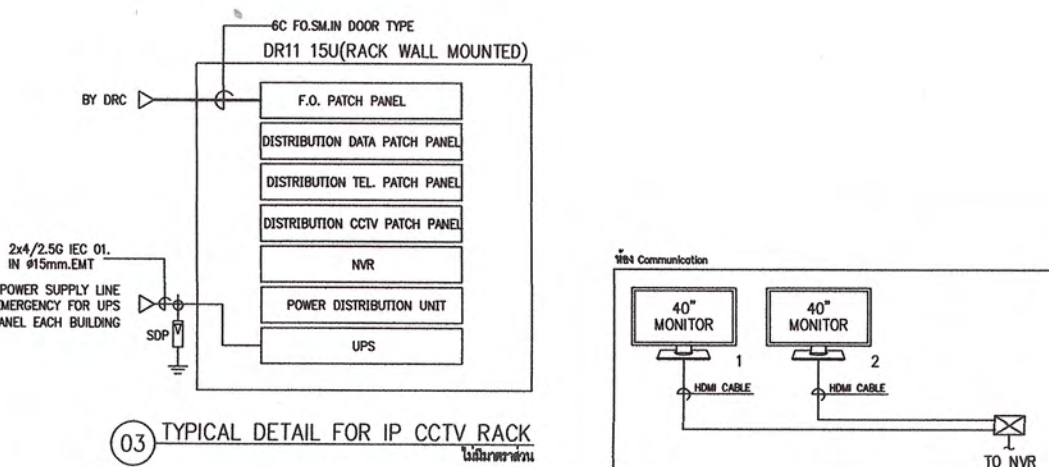 6C FO.SM.IN DOOR TYPE
DR11 15U(RACK WALL MOUNTED)
BY DRC
F.O. PATCH PANEL
DISTRIBUTION DATA PATCH PANEL
DISTRIBUTION TEL. PATCH PANEL
DISTRIBUTION CCTV PATCH PANEL
NVR
POWER DISTRIBUTION UNIT
UPS
2x4/2.5G IEC 01.
IN ø15mm.EMT
POWER SUPPLY LINE
EMERGENCY FOR UPS
PANEL EACH BUILDING
SDP
03 TYPICAL DETAIL FOR IP CCTV RACK
ไม่มีมาตราส่วน
ห้อง Communication
40"
MONITOR
1
40"
MONITOR
2
HDMI CABLE
HDMI CABLE
TO NVR